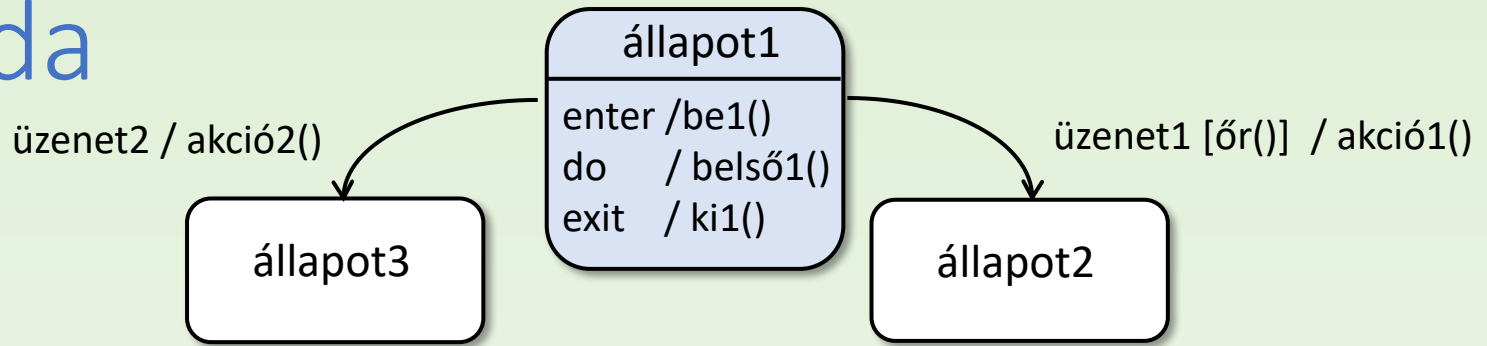 da
állapot1
enter /be1()
do / belső1()
exit / ki1()
üzenet2 / akció2()
üzenet1 [őr()] / akció1()
állapot3
állapot2